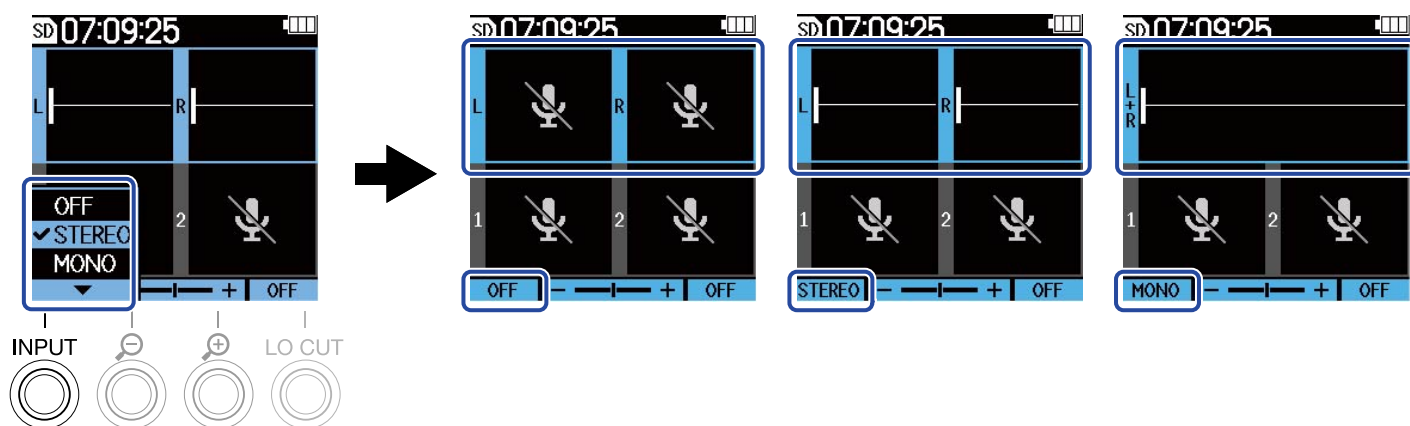 SD 07:09:25
L R
OFF
✔STEREO 2
MONO
- + OFF
INPUT - + LO CUT
SD 07:09:25
L R
1 2
OFF - + OFF
SD 07:09:25
L R
1 2
STEREO - + OFF
SD 07:09:25
L+R
1 2
MONO - + OFF